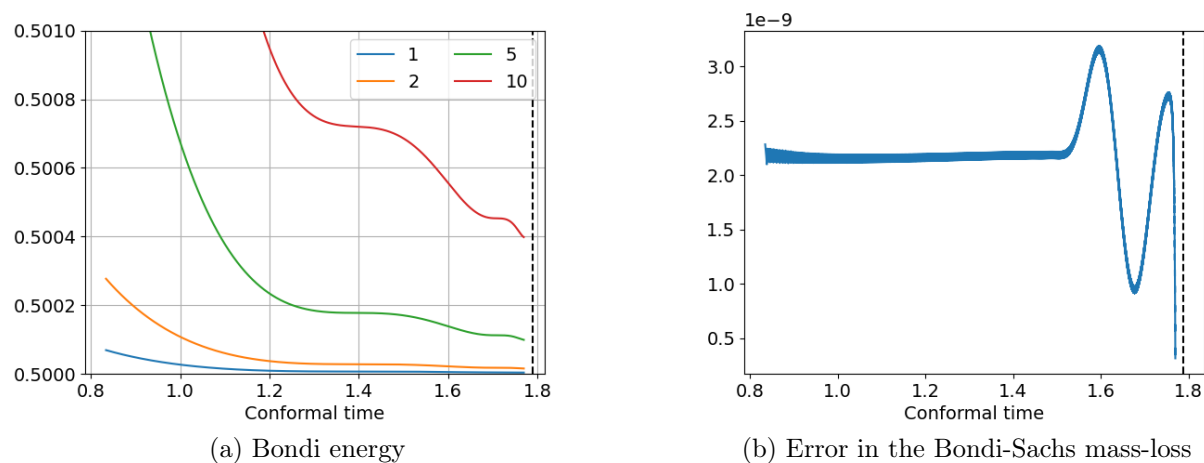 0.5010
0.5008
0.5006
0.5004
0.5002
0.5000
1 5
2 10
0.8 1.0 1.2 1.4 1.6 1.8
Conformal time
(a) Bondi energy
1e−9
3.0
2.5
2.0
1.5
1.0
0.5
0.8 1.0 1.2 1.4 1.6 1.8
Conformal time
(b) Error in the Bondi-Sachs mass-loss